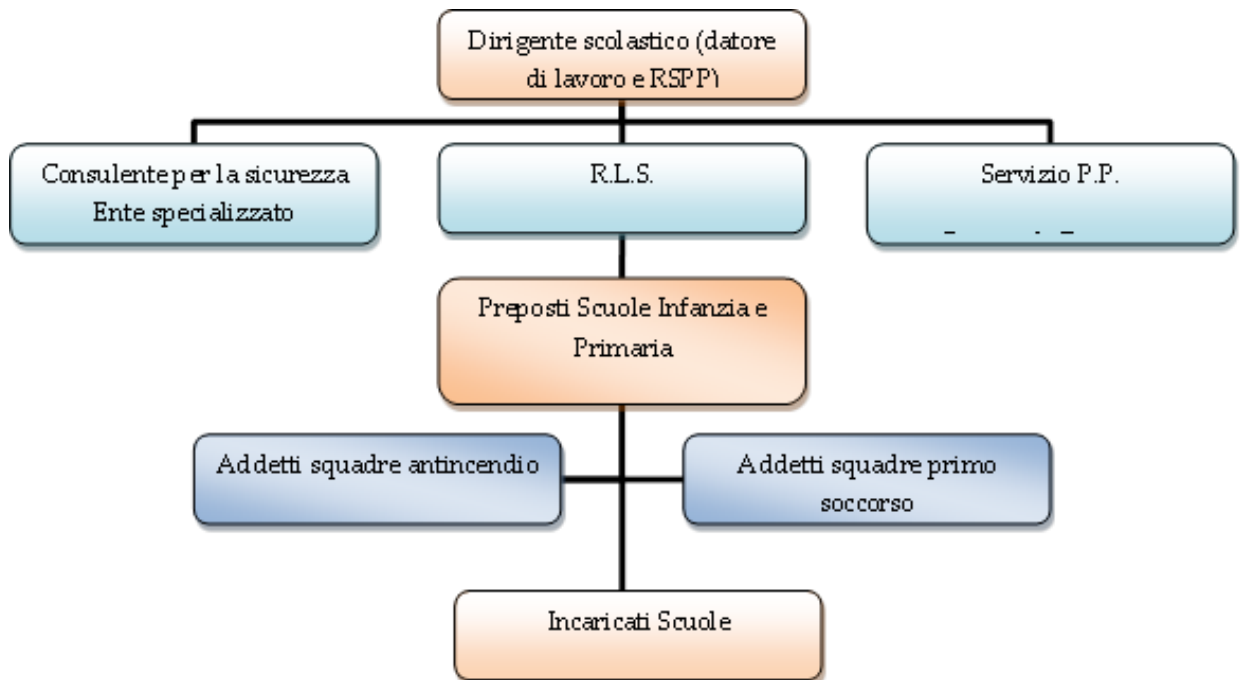 Dirigente scolastico (datore
di lavoro e RSPP)
Consulente per la sicurezza
Ente specializzato
R.L.S.
Servizio P.P.
Preposti Scuole Infanzia e
Primaria
Addetti squadre antincendio
Addetti squadre primo
soccorso
Incaricati Scuole